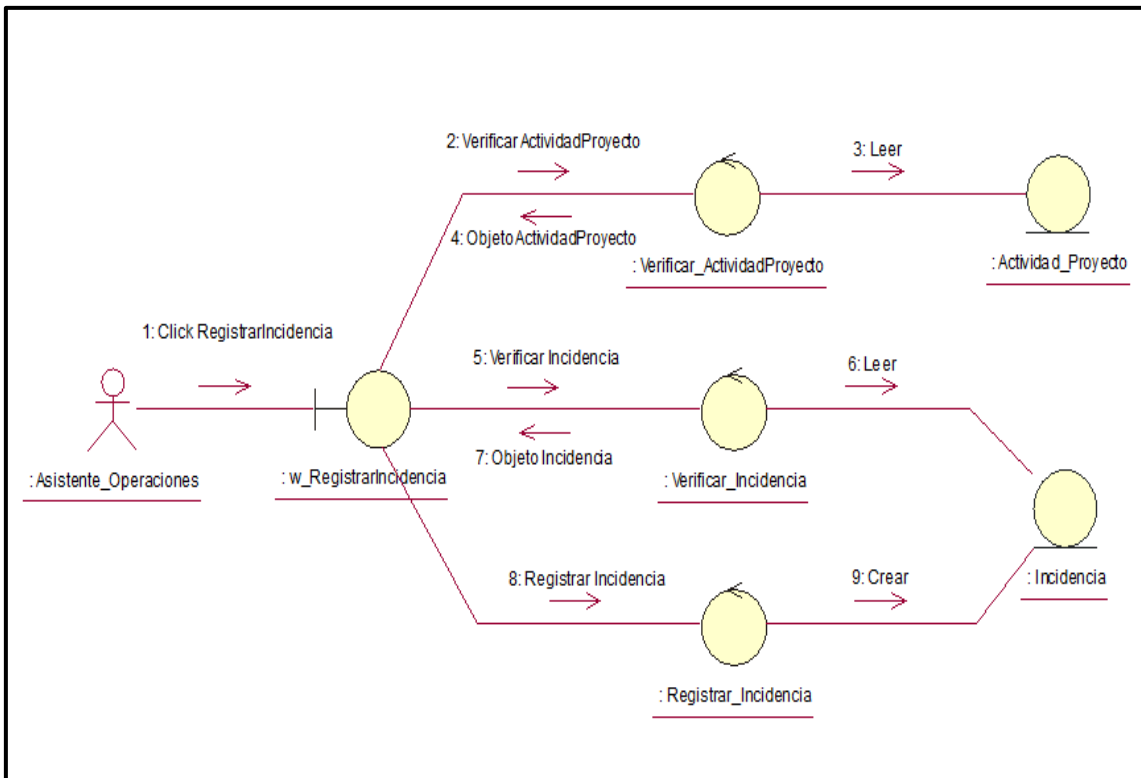 2: Verificar ActividadProyecto
3: Leer
4: Objeto ActividadProyecto
: Verificar_ActividadProyecto
: Actividad_Proyecto
1: Click RegistrarIncidencia
5: Verificar Incidencia
6: Leer
7: Objeto Incidencia
: Asistente_Operaciones
: w_RegistrarIncidencia
: Verificar_Incidencia
8: Registrar Incidencia
9: Crear
: Incidencia
: Registrar_Incidencia